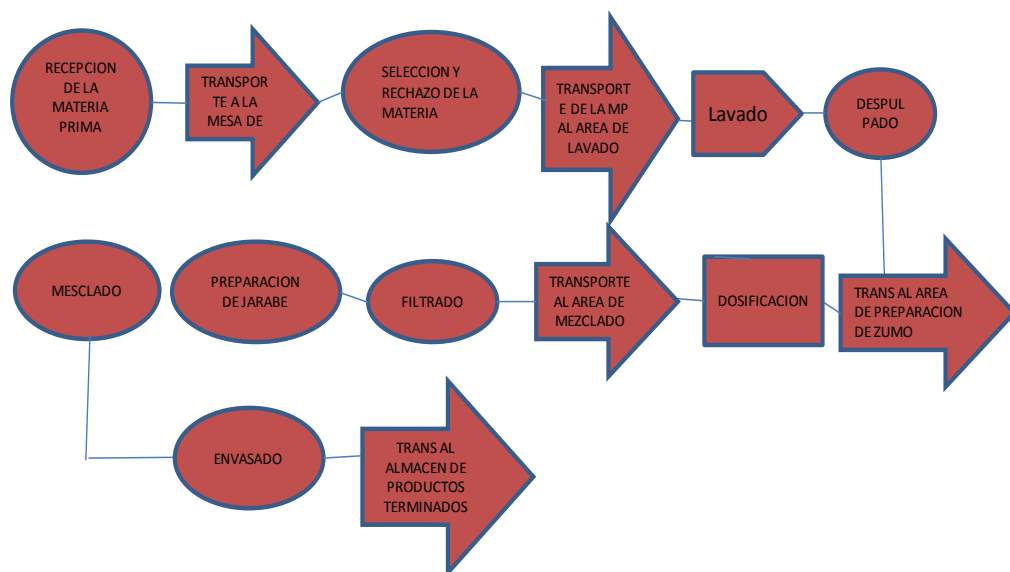 RECEPCION
DE LA
MATERIA
PRIMA
TRANSPOR
TE A LA
MESA DE
SELECCION Y
RECHAZO DE LA
MATERIA
TRANSPORT
E DE LA MP
AL AREA DE
LAVADO
Lavado
DESPUL
PADO
MESCLADO
PREPARACION
DE JARABE
FILTRADO
TRANSPORTE
AL AREA DE
MEZCLADO
DOSIFICACION
TRANS AL AREA
DE PREPARACION
DE ZUMO
ENVASADO
TRANS AL
ALMACEN DE
PRODUCTOS
TERMINADOS